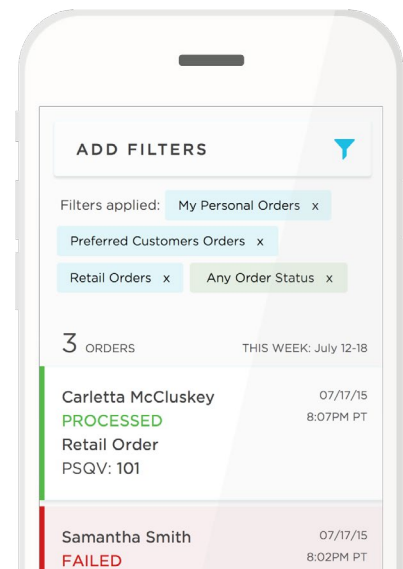 ADD FILTERS
Filters applied: My Personal Orders x
Preferred Customers Orders x
Retail Orders x Any Order Status x
3 ORDERS THIS WEEK: July 12-18
Carletta McCluskey 07/17/15
PROCESSED 8:07PM PT
Retail Order
PSQV: 101
Samantha Smith 07/17/15
FAILED 8:02PM PT